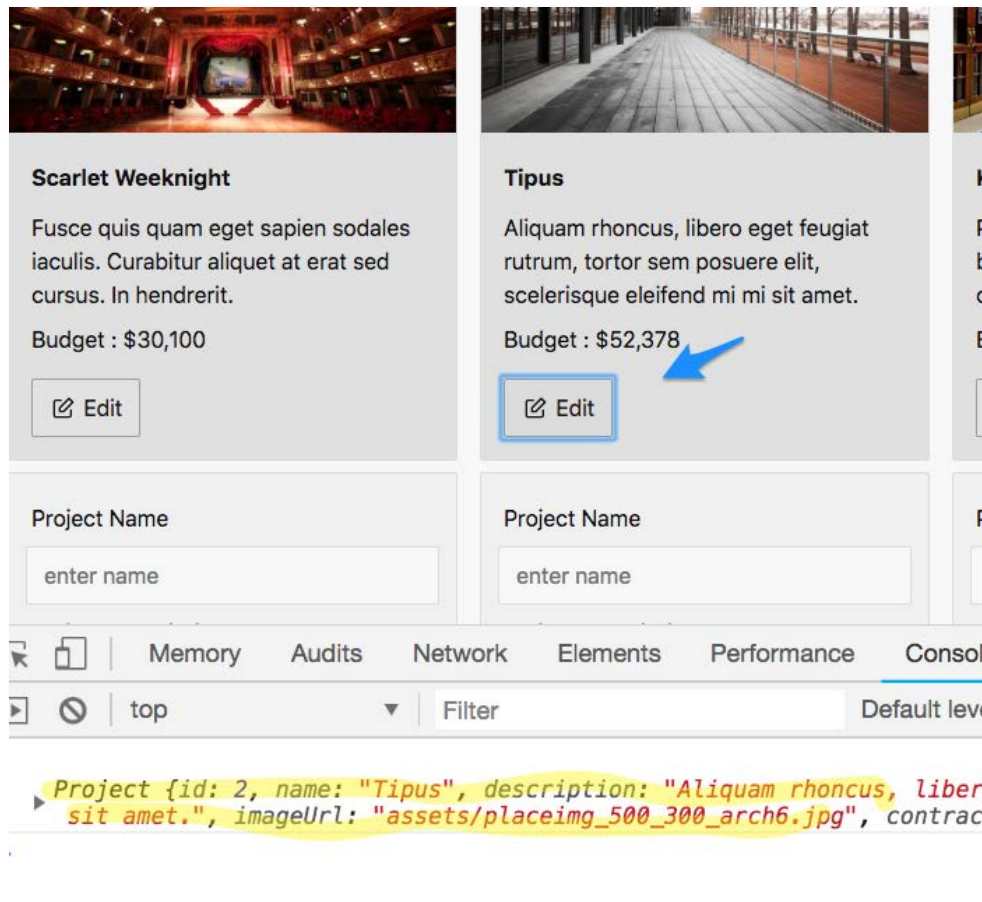 Scarlet Weeknight
Fusce quis quam eget sapien sodales
iaculis. Curabitur aliquet at erat sed
cursus. In hendrerit.
Budget : $30,100
Edit
Tipus
Aliquam rhoncus, libero eget feugiat
rutrum, tortor sem posuere elit,
scelerisque eleifend mi mi sit amet.
Budget : $52,378
Edit
Project Name
enter name
Project Name
enter name
Memory Audits Network Elements Performance Consol
top Filter Default leve
Project {id: 2, name: "Tipus", description: "Aliquam rhoncus, liber
sit amet.", imageUrl: "assets/placeimg_500_300_arch6.jpg", contrac